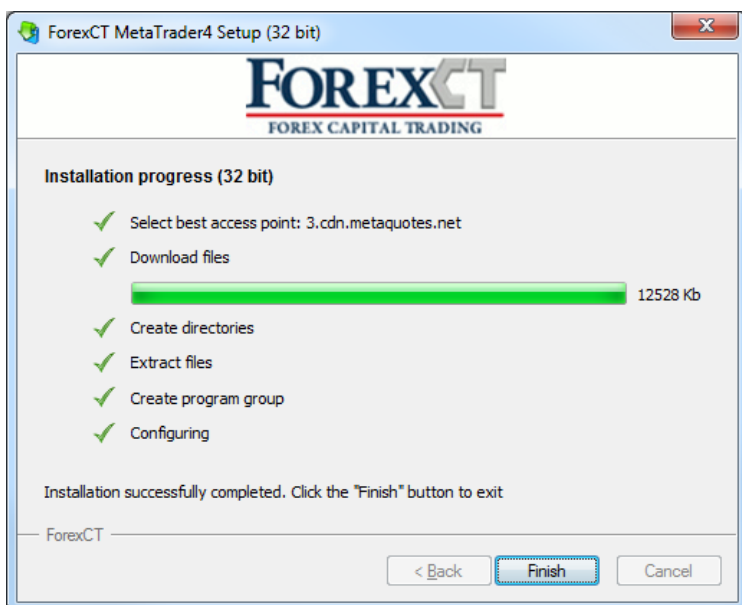 ForexCT MetaTrader4 Setup (32 bit)
FOREXCT
FOREX CAPITAL TRADING
Installation progress (32 bit)
Select best access point: 3.cdn.metaquotes.net
Download files
12528 Kb
Create directories
Extract files
Create program group
Configuring
Installation successfully completed. Click the "Finish" button to exit
ForexCT
< Back Finish Cancel